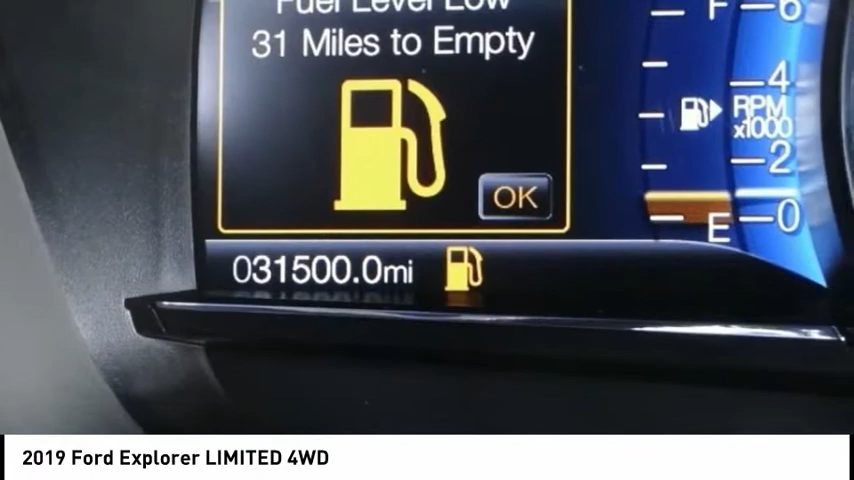 Fuel Level Low
31 Miles to Empty
OK
031500.0mi
F
E
6
4
RPM
x1000
2
0
2019 Ford Explorer LIMITED 4WD